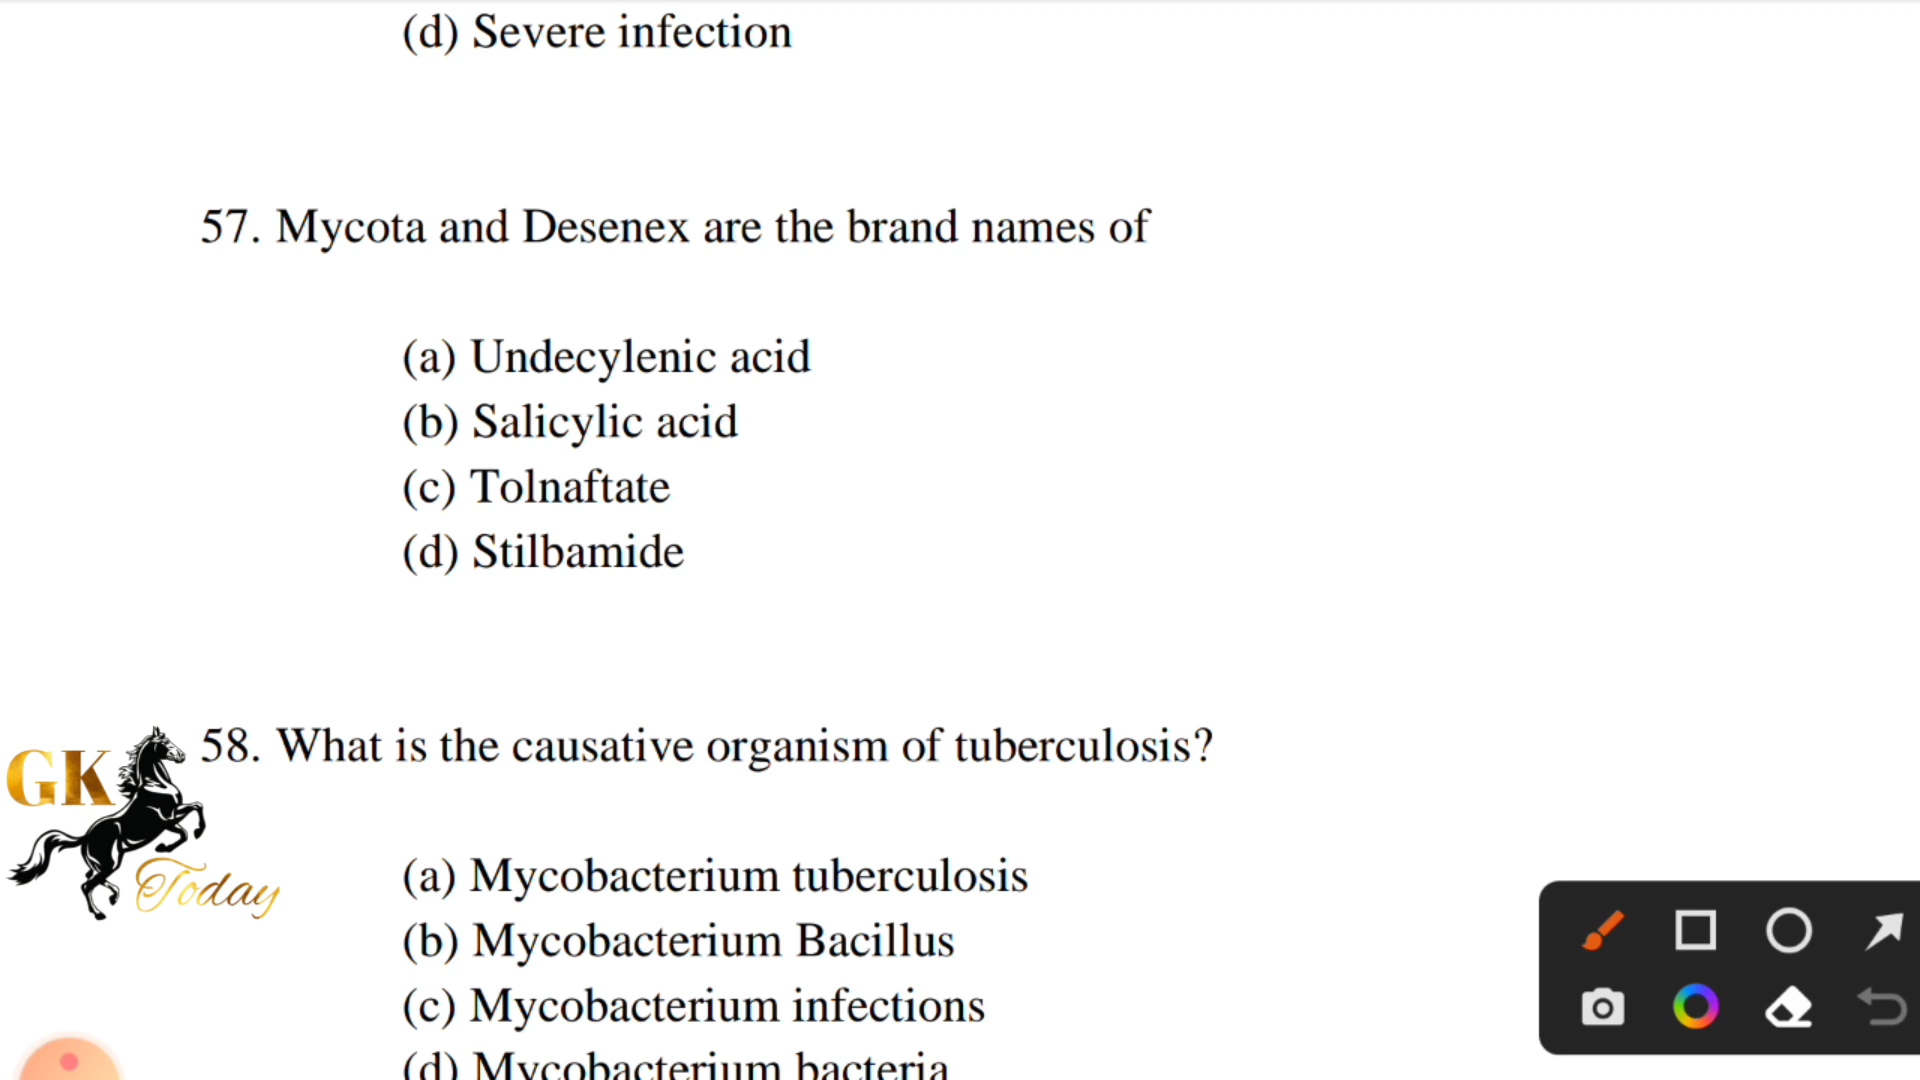 (d) Severe infection
57. Mycota and Desenex are the brand names of
(a) Undecylenic acid
(b) Salicylic acid
(c) Tolnaftate
(d) Stilbamide
58. What is the causative organism of tuberculosis?
GK
Today
(a) Mycobacterium tuberculosis
(b) Mycobacterium Bacillus
(c) Mycobacterium infections
(d) Mycobacterium bacteria